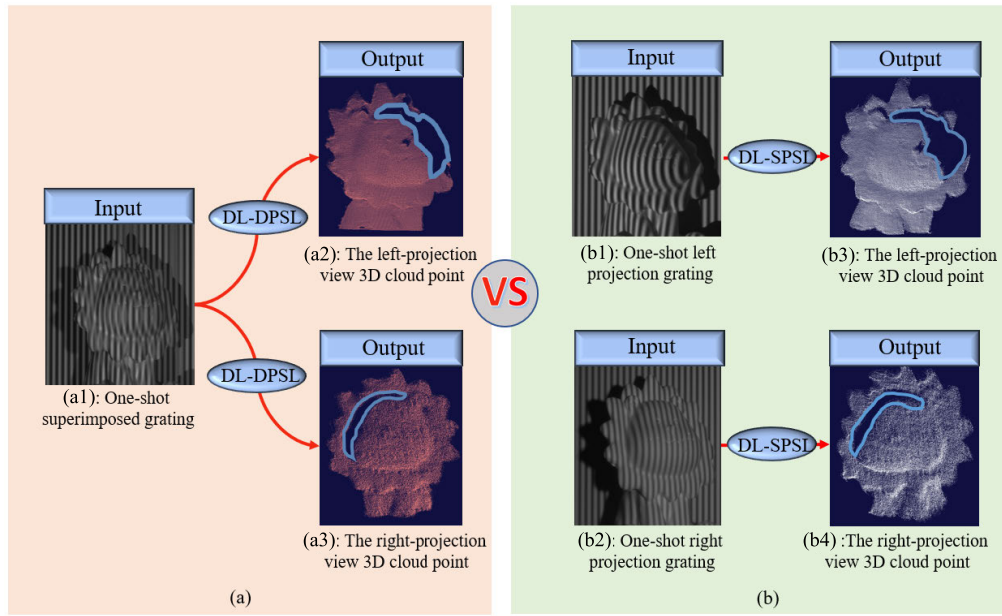 Output
Input
DL-DPSL
(a2): The left-projection
view 3D cloud point
DL-DPSL
(a1): One-shot
superimposed grating
Output
(a3): The right-projection
view 3D cloud point
(a)
VS
Input
DL-SPSL
Output
(b1): One-shot left
projection grating
(b3): The left-projection
view 3D cloud point
Input
DL-SPSL
Output
(b2): One-shot right
projection grating
(b4) :The right-projection
view 3D cloud point
(b)